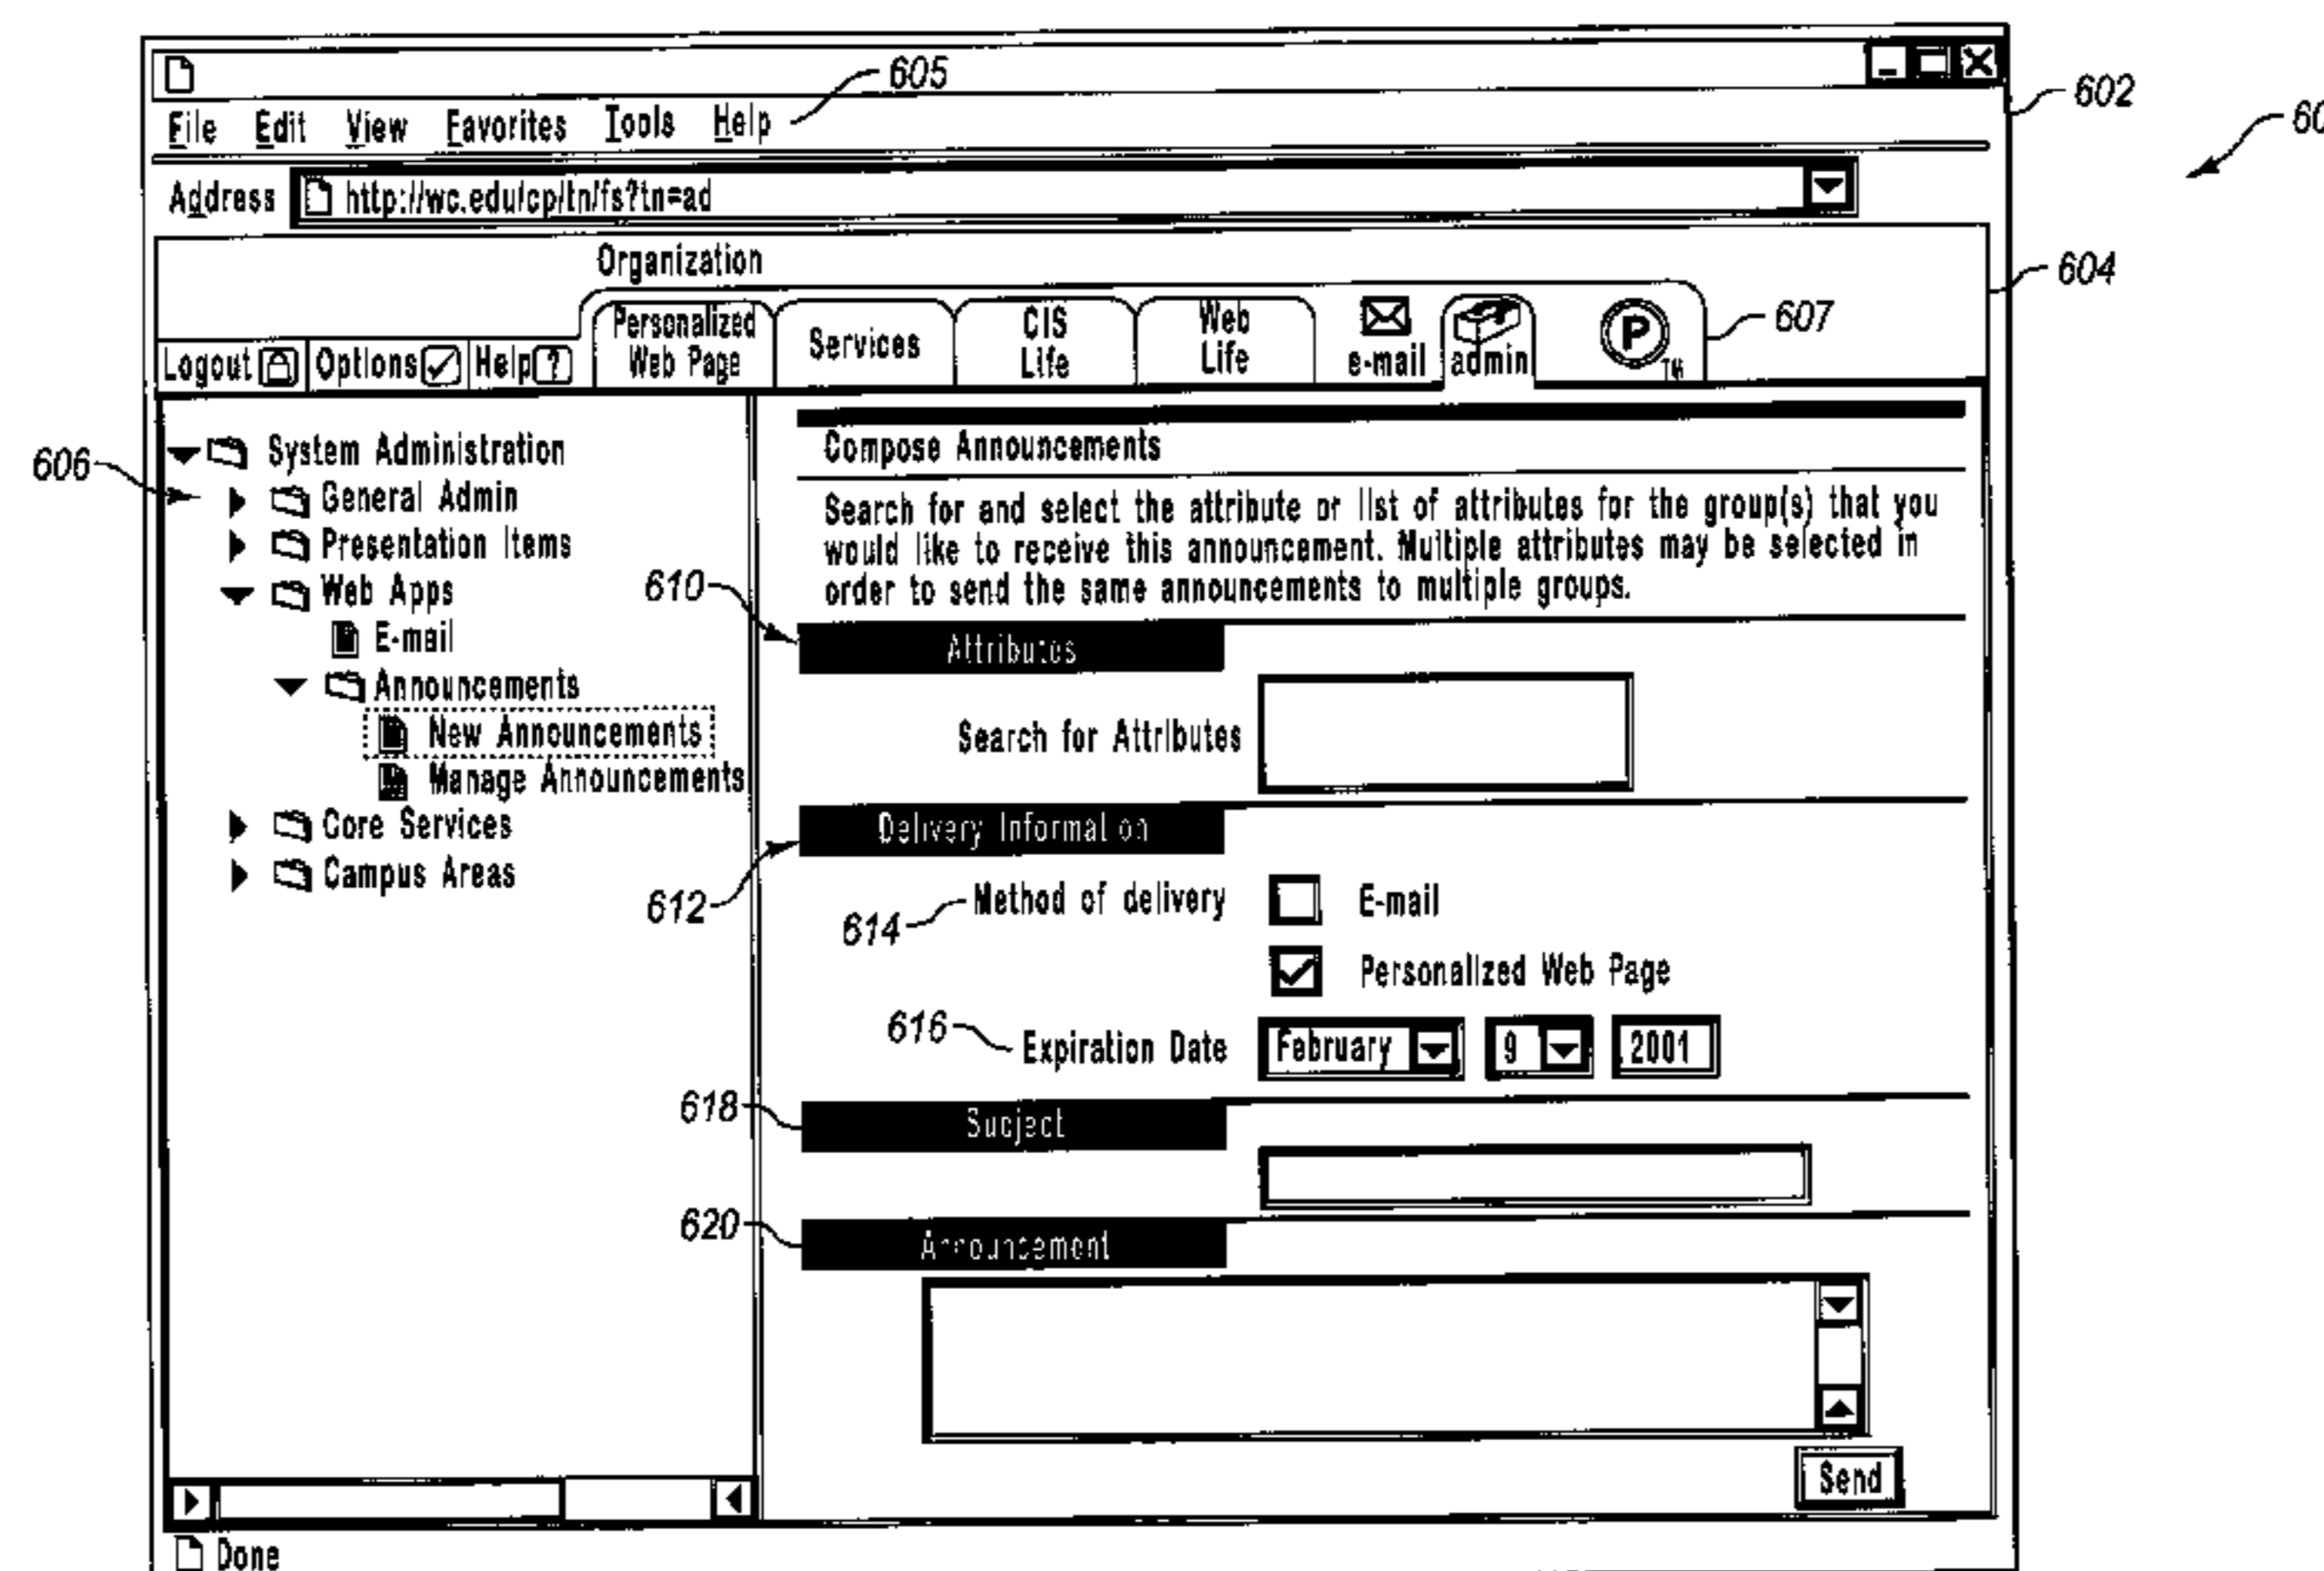 605
602
60
File Edit View Favorites Tools Help
Address http://wc.edu/cp/tn/fs?tn=ad
604
Organization
607
Logout Options Help ? Personalized Web Page Services CIS Life Web Life e-mail admin P TM
606
System Administration
General Admin
Presentation Items
Web Apps
E-mail
Announcements
New Announcements
Manage Announcements
Core Services
Campus Areas
Compose Announcements
Search for and select the attribute or list of attributes for the group(s) that you
would like to receive this announcement. Multiple attributes may be selected in
order to send the same announcements to multiple groups.
610
Attributes
Search for Attributes
612
Delivery Information
614
Method of delivery E-mail
Personalized Web Page
616
Expiration Date February 9 2001
618
Subject
620
Announcement
Send
Done